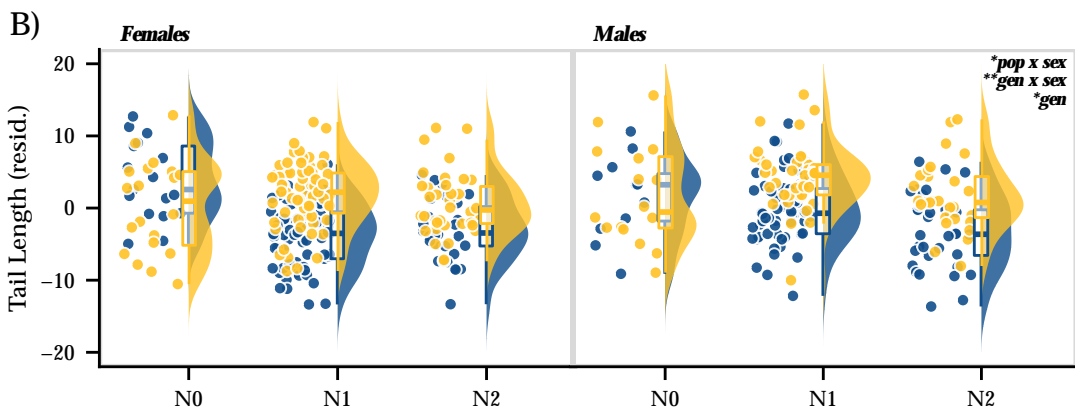 B)
Females
Males
*pop x sex
**gen x sex
*gen
Tail Length (resid.)
20
10
0
−10
−20
N0
N1
N2
N0
N1
N2